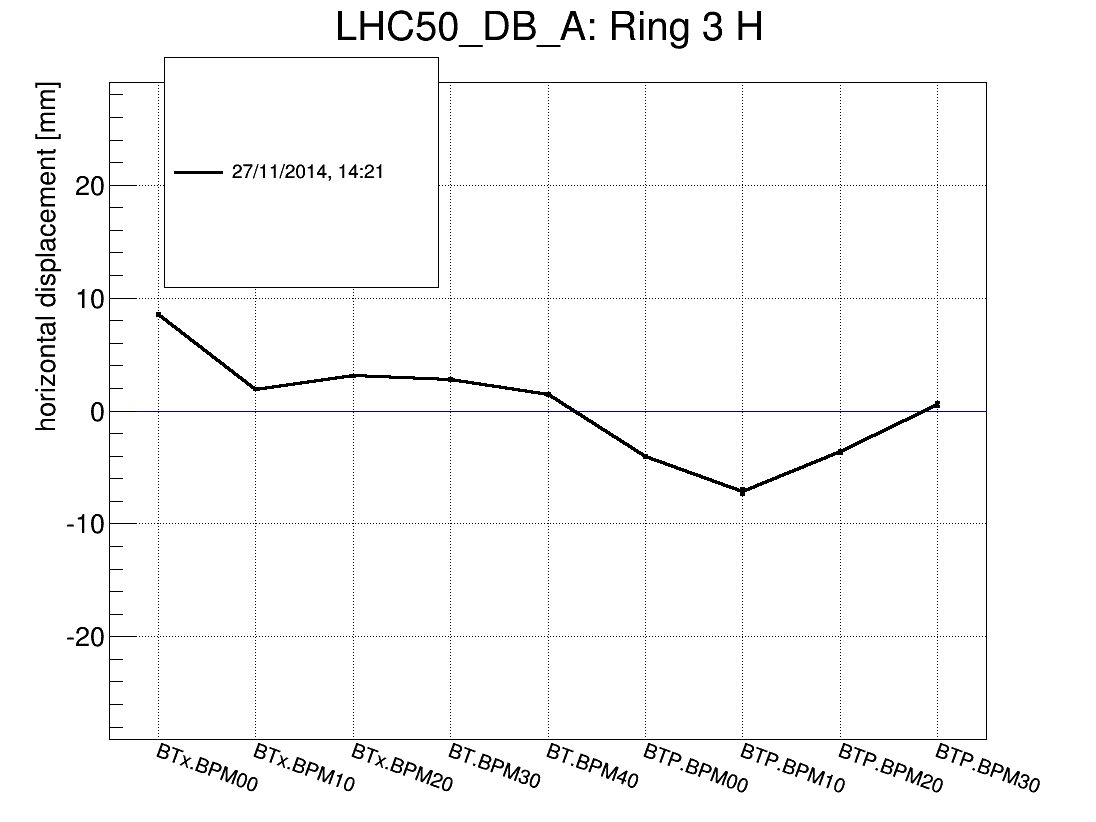 LHC50_DB_A: Ring 3 H
horizontal displacement [mm]
27/11/2014, 14:21
20
10
0
-10
-20
BTx.BPM00
BTx.BPM10
BTx.BPM20
BT.BPM30
BT.BPM40
BTP.BPM00
BTP.BPM10
BTP.BPM20
BTP.BPM30